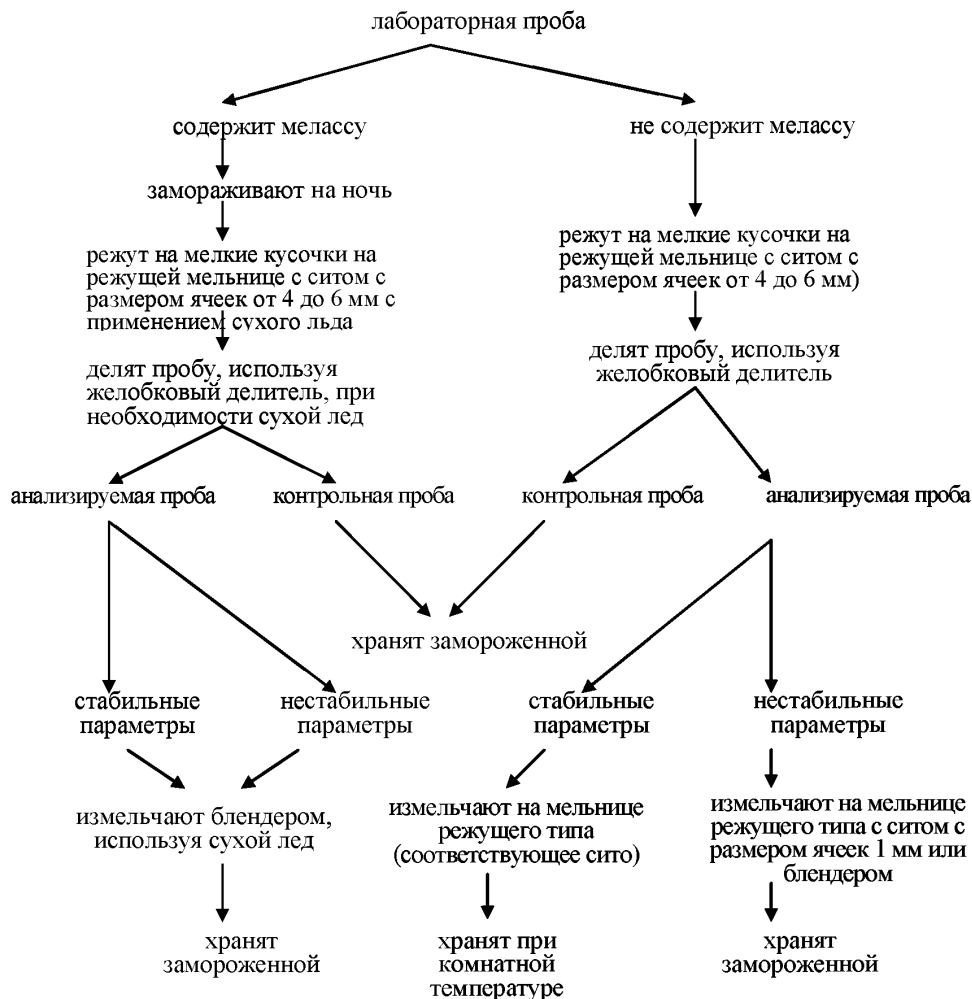 лабораторная проба
содержит мелассу
не содержит мелассу
замораживают на ночь
режут на мелкие кусочки на
режущей мельнице с ситом с
размером ячеек от 4 до 6 мм с
применением сухого льда
режут на мелкие кусочки на
режущей мельнице с ситом с
размером ячеек от 4 до 6 мм)
делят пробу, используя
желобковый делитель, при
необходимости сухой лед
делят пробу, используя
желобковый делитель
анализируемая проба
контрольная проба
контрольная проба
анализируемая проба
хранят замороженной
стабильные
параметры
нестабильные
параметры
стабильные
параметры
нестабильные
параметры
измельчают блендером,
используя сухой лед
измельчают на мельнице
режущего типа
(соответствующее сито)
измельчают на мельнице
режущего типа с ситом с
размером ячеек 1 мм или
блендером
хранят
замороженной
хранят при
комнатной
температуре
хранят
замороженной